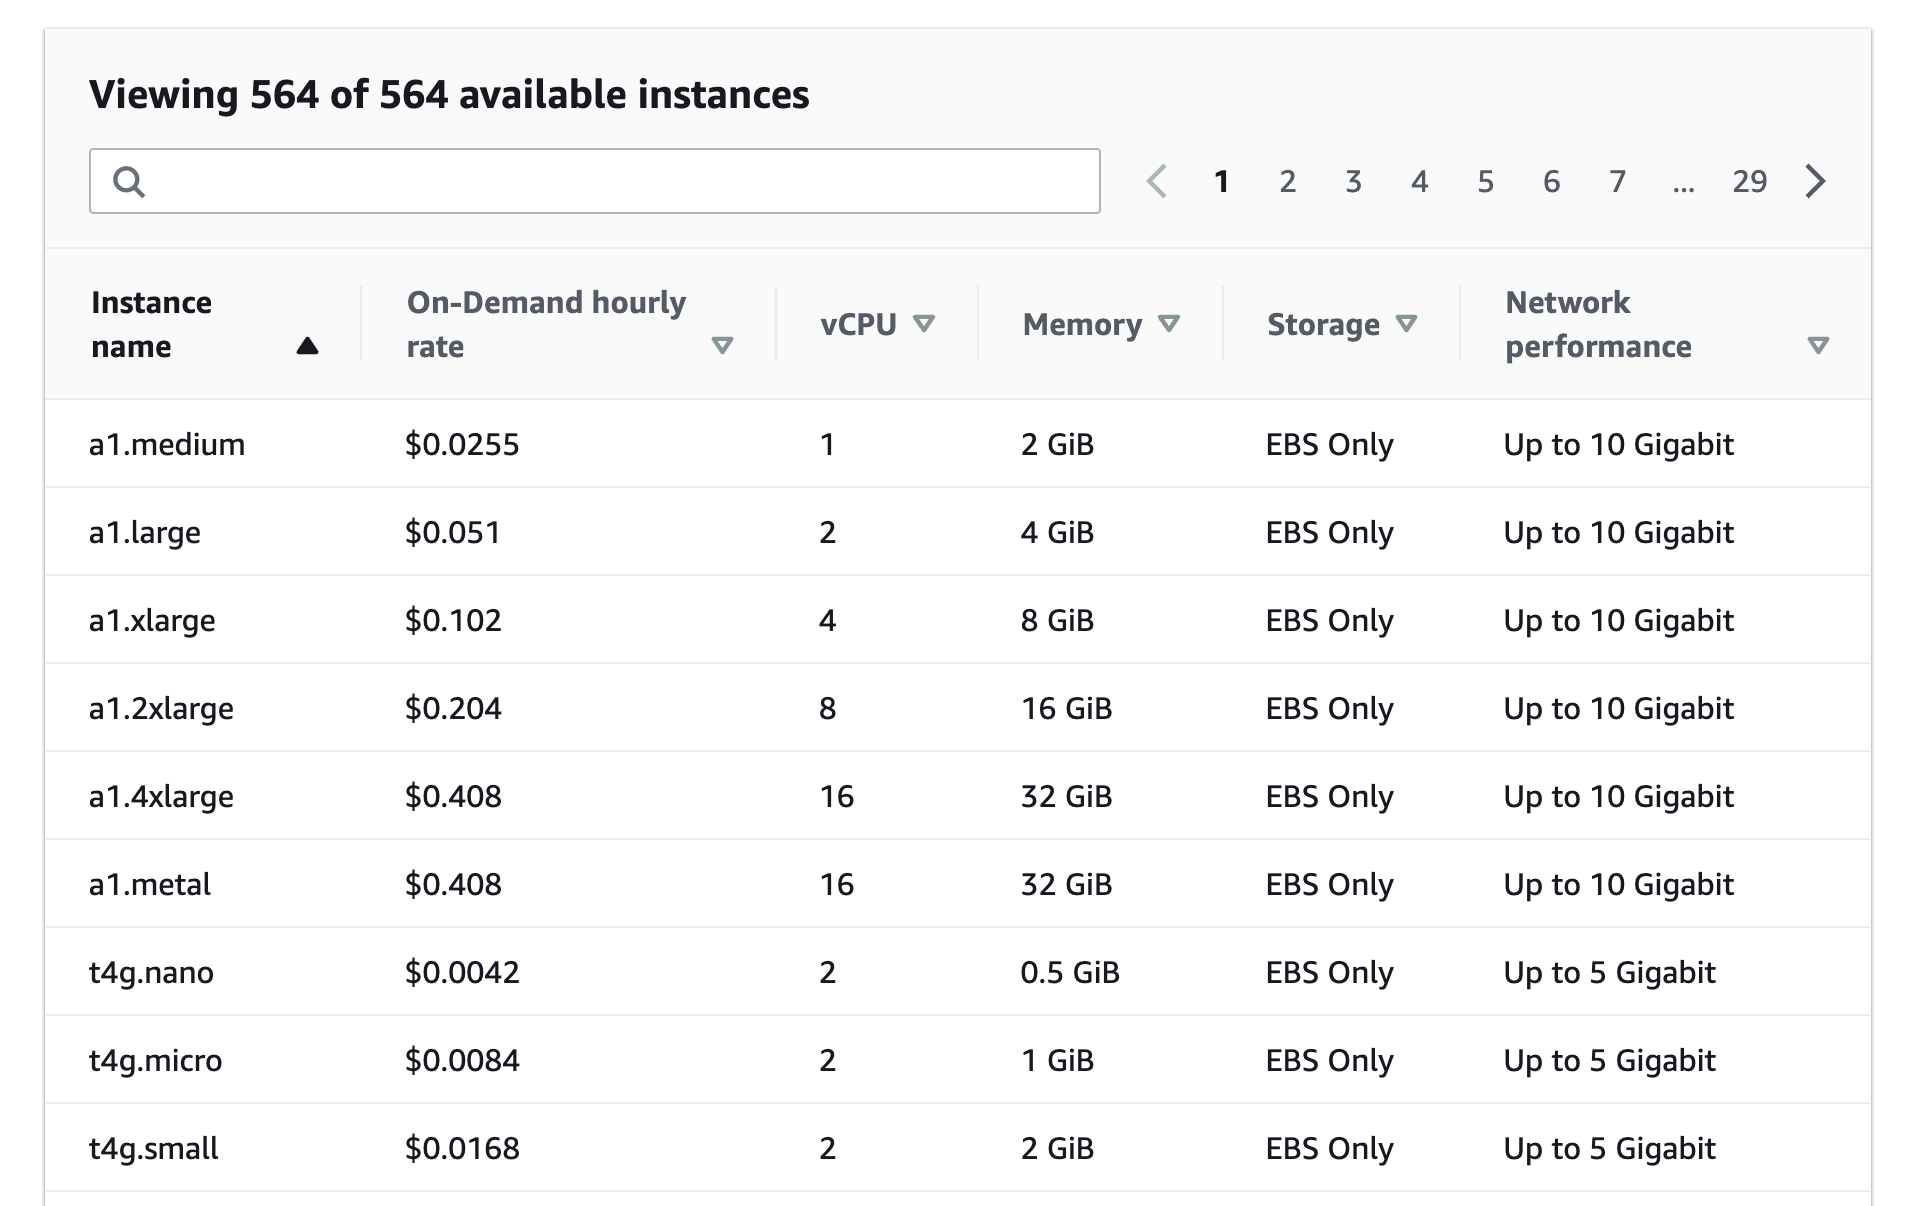 Viewing 564 of 564 available instances
1 2 3 4 5 6 7 ... 29
Instance name On-Demand hourly rate vCPU Memory Storage Network performance
a1.medium $0.0255 1 2 GiB EBS Only Up to 10 Gigabit
a1.large $0.051 2 4 GiB EBS Only Up to 10 Gigabit
a1.xlarge $0.102 4 8 GiB EBS Only Up to 10 Gigabit
a1.2xlarge $0.204 8 16 GiB EBS Only Up to 10 Gigabit
a1.4xlarge $0.408 16 32 GiB EBS Only Up to 10 Gigabit
a1.metal $0.408 16 32 GiB EBS Only Up to 10 Gigabit
t4g.nano $0.0042 2 0.5 GiB EBS Only Up to 5 Gigabit
t4g.micro $0.0084 2 1 GiB EBS Only Up to 5 Gigabit
t4g.small $0.0168 2 2 GiB EBS Only Up to 5 Gigabit